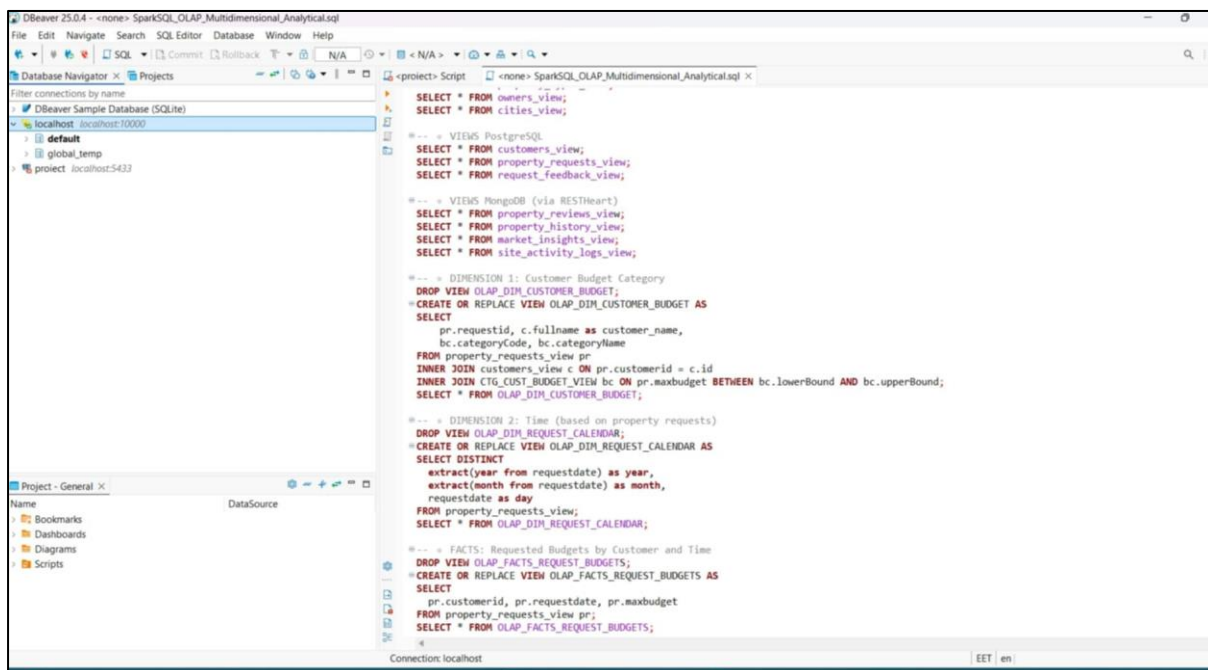 DBeaver 25.0.4 - <none> SparkSQL_OLAP_Multidimensional_Analytical.sql
File Edit Navigate Search SQL Editor Database Window Help
SQL Commit Rollback T N/A < N/A >
Database Navigator × Projects
Filter connections by name
DBeaver Sample Database (SQLite)
localhost localhost:10000
default
global_temp
proiect localhost:5433
Project - General ×
Name DataSource
Bookmarks
Dashboards
Diagrams
Scripts
<proiect> Script <none> SparkSQL_OLAP_Multidimensional_Analytical.sql ×
SELECT * FROM owners_view;
SELECT * FROM cities_view;
-- VIEWS PostgreSQL
SELECT * FROM customers_view;
SELECT * FROM property_requests_view;
SELECT * FROM request_feedback_view;
-- VIEWS MongoDB (via RESTHeart)
SELECT * FROM property_reviews_view;
SELECT * FROM property_history_view;
SELECT * FROM market_insights_view;
SELECT * FROM site_activity_logs_view;
-- DIMENSION 1: Customer Budget Category
DROP VIEW OLAP_DIM_CUSTOMER_BUDGET;
CREATE OR REPLACE VIEW OLAP_DIM_CUSTOMER_BUDGET AS
SELECT
pr.requestid, c.fullname as customer_name,
bc.categoryCode, bc.categoryName
FROM property_requests_view pr
INNER JOIN customers_view c ON pr.customerid = c.id
INNER JOIN CTG_CUST_BUDGET_VIEW bc ON pr.maxbudget BETWEEN bc.lowerBound AND bc.upperBound;
SELECT * FROM OLAP_DIM_CUSTOMER_BUDGET;
-- DIMENSION 2: Time (based on property requests)
DROP VIEW OLAP_DIM_REQUEST_CALENDAR;
CREATE OR REPLACE VIEW OLAP_DIM_REQUEST_CALENDAR AS
SELECT DISTINCT
extract(year from requestdate) as year,
extract(month from requestdate) as month,
requestdate as day
FROM property_requests_view;
SELECT * FROM OLAP_DIM_REQUEST_CALENDAR;
-- FACTS: Requested Budgets by Customer and Time
DROP VIEW OLAP_FACTS_REQUEST_BUDGETS;
CREATE OR REPLACE VIEW OLAP_FACTS_REQUEST_BUDGETS AS
SELECT
pr.customerid, pr.requestdate, pr.maxbudget
FROM property_requests_view pr;
SELECT * FROM OLAP_FACTS_REQUEST_BUDGETS;
Connection: localhost EET en